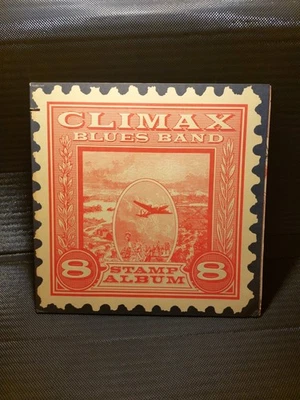 CLIMAX
BLUES BAND
8 STAMP 8
ALBUM